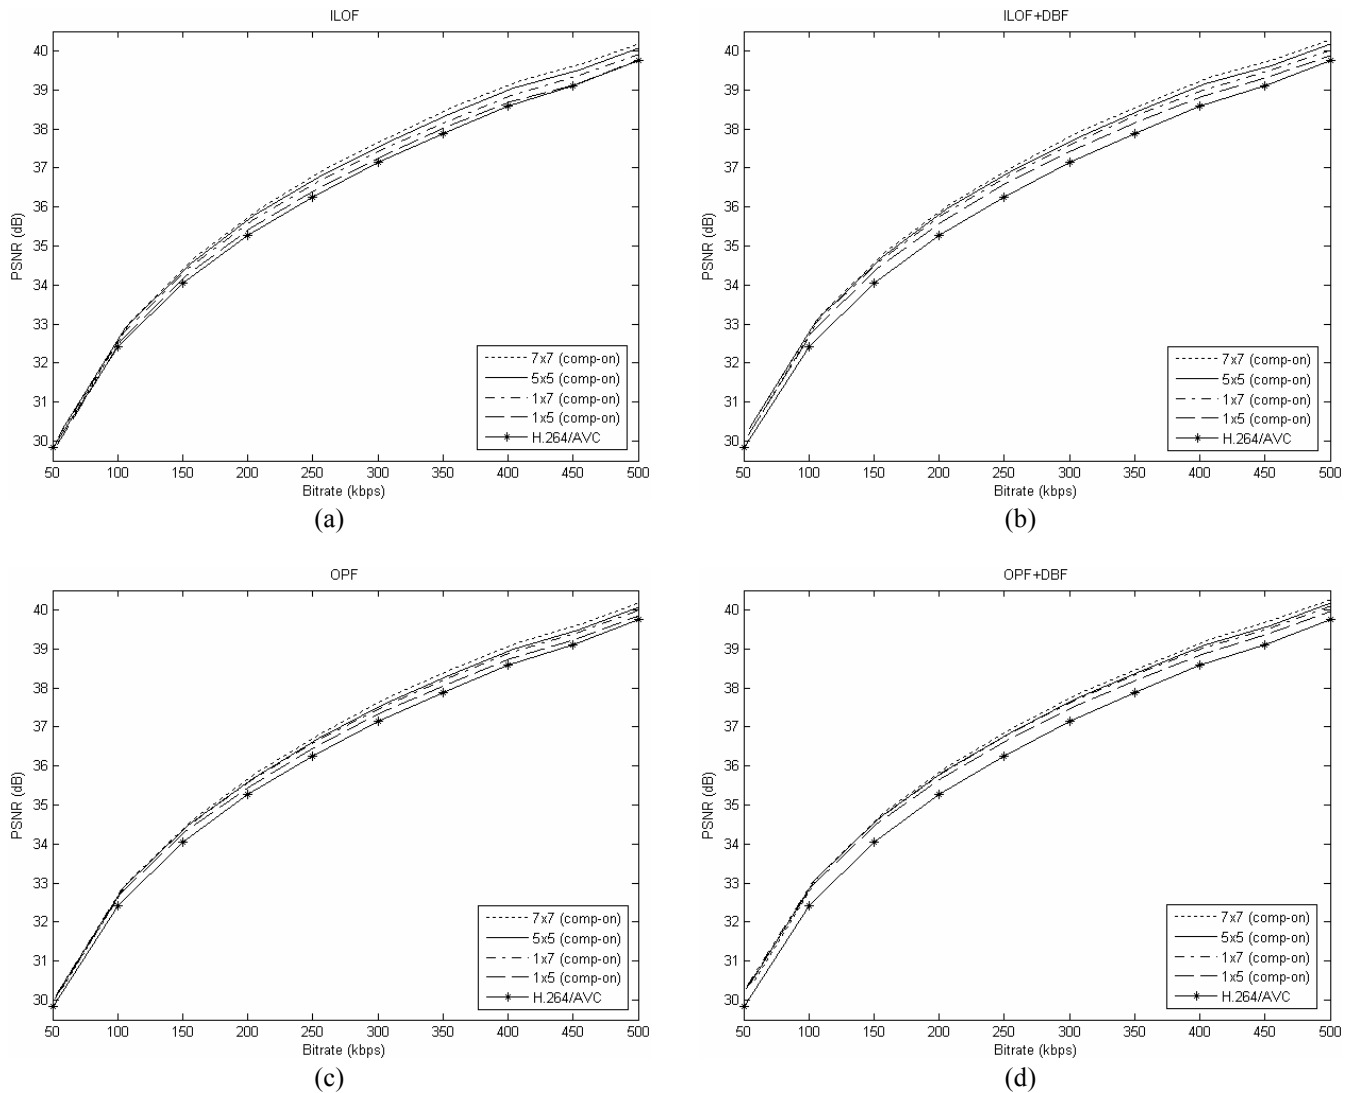 ILOF
PSNR (dB)
40
39
38
37
36
35
34
33
32
31
30
7x7 (comp-on)
5x5 (comp-on)
1x7 (comp-on)
1x5 (comp-on)
H.264/AVC
50 100 150 200 250 300 350 400 450 500
Bitrate (kbps)
(a)
ILOF+DBF
PSNR (dB)
40
39
38
37
36
35
34
33
32
31
30
7x7 (comp-on)
5x5 (comp-on)
1x7 (comp-on)
1x5 (comp-on)
H.264/AVC
50 100 150 200 250 300 350 400 450 500
Bitrate (kbps)
(b)
OPF
PSNR (dB)
40
39
38
37
36
35
34
33
32
31
30
7x7 (comp-on)
5x5 (comp-on)
1x7 (comp-on)
1x5 (comp-on)
H.264/AVC
50 100 150 200 250 300 350 400 450 500
Bitrate (kbps)
(c)
OPF+DBF
PSNR (dB)
40
39
38
37
36
35
34
33
32
31
30
7x7 (comp-on)
5x5 (comp-on)
1x7 (comp-on)
1x5 (comp-on)
H.264/AVC
50 100 150 200 250 300 350 400 450 500
Bitrate (kbps)
(d)